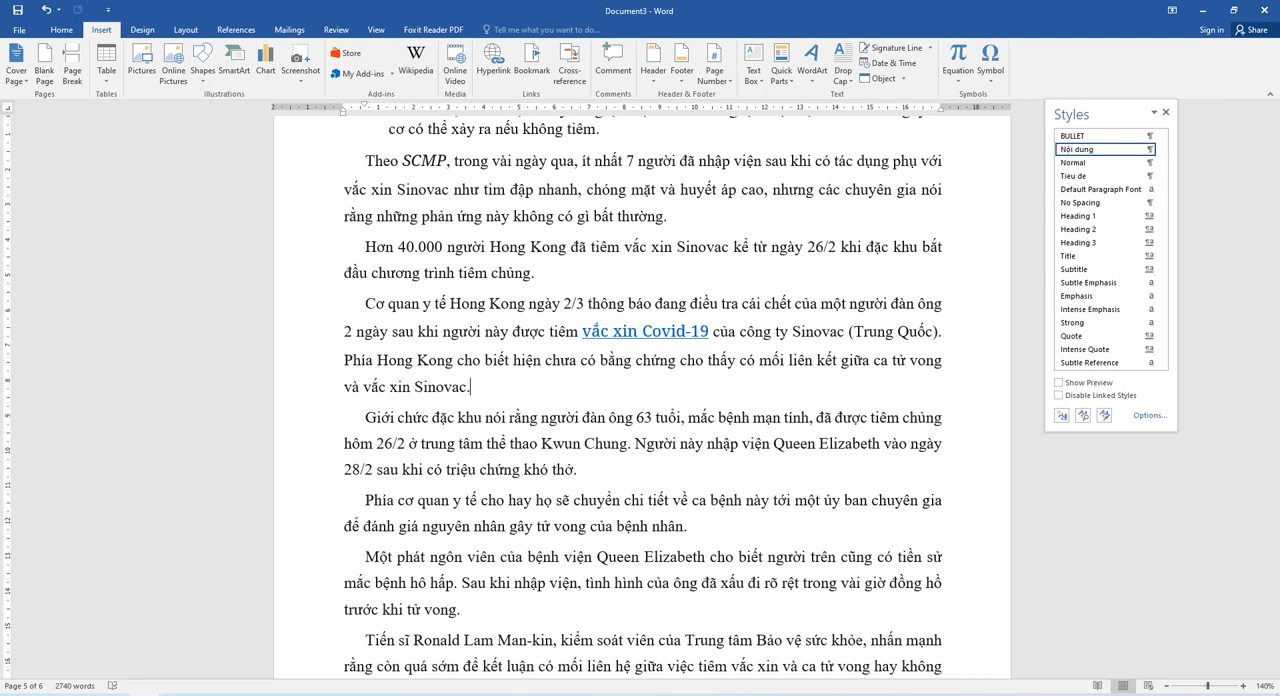 Document3 - Word
File Home Insert Design Layout References Mailings Review View Foxit Reader PDF Tell me what you want to do... Sign in Share
Cover Page Blank Page Page Break Table Pictures Online Pictures Shapes SmartArt Chart Screenshot Store My Add-ins Wikipedia Online Video Hyperlink Bookmark Cross-reference Comment Header Footer Page Number Text Box Quick Parts WordArt Drop Cap Signature Line Date & Time Object Equation Symbol
Pages Tables Illustrations Add-ins Media Links Comments Header & Footer Text Symbols
cơ có thể xảy ra nếu không tiêm.
Theo SCMP, trong vài ngày qua, ít nhất 7 người đã nhập viện sau khi có tác dụng phụ với
vắc xin Sinovac như tim đập nhanh, chóng mặt và huyết áp cao, nhưng các chuyên gia nói
rằng những phản ứng này không có gì bất thường.
Hơn 40.000 người Hong Kong đã tiêm vắc xin Sinovac kể từ ngày 26/2 khi đặc khu bắt
đầu chương trình tiêm chủng.
Cơ quan y tế Hong Kong ngày 2/3 thông báo đang điều tra cái chết của một người đàn ông
2 ngày sau khi người này được tiêm vắc xin Covid-19 của công ty Sinovac (Trung Quốc).
Phía Hong Kong cho biết hiện chưa có bằng chứng cho thấy có mối liên kết giữa ca tử vong
và vắc xin Sinovac.
Giới chức đặc khu nói rằng người đàn ông 63 tuổi, mắc bệnh mạn tính, đã được tiêm chủng
hôm 26/2 ở trung tâm thể thao Kwun Chung. Người này nhập viện Queen Elizabeth vào ngày
28/2 sau khi có triệu chứng khó thở.
Phía cơ quan y tế cho hay họ sẽ chuyển chi tiết về ca bệnh này tới một ủy ban chuyên gia
để đánh giá nguyên nhân gây tử vong của bệnh nhân.
Một phát ngôn viên của bệnh viện Queen Elizabeth cho biết người trên cũng có tiền sử
mắc bệnh hô hấp. Sau khi nhập viện, tình hình của ông đã xấu đi rõ rệt trong vài giờ đồng hồ
trước khi tử vong.
Tiến sĩ Ronald Lam Man-kin, kiểm soát viên của Trung tâm Bảo vệ sức khỏe, nhấn mạnh
rằng còn quá sớm để kết luận có mối liên hệ giữa việc tiêm vắc xin và ca tử vong hay không
Styles
BULLET
Nội dung
Normal
Tieu de
Default Paragraph Font
No Spacing
Heading 1
Heading 2
Heading 3
Title
Subtitle
Subtle Emphasis
Emphasis
Intense Emphasis
Strong
Quote
Intense Quote
Subtle Reference
Show Preview
Disable Linked Styles
Options...
Page 5 of 6 2740 words 140%